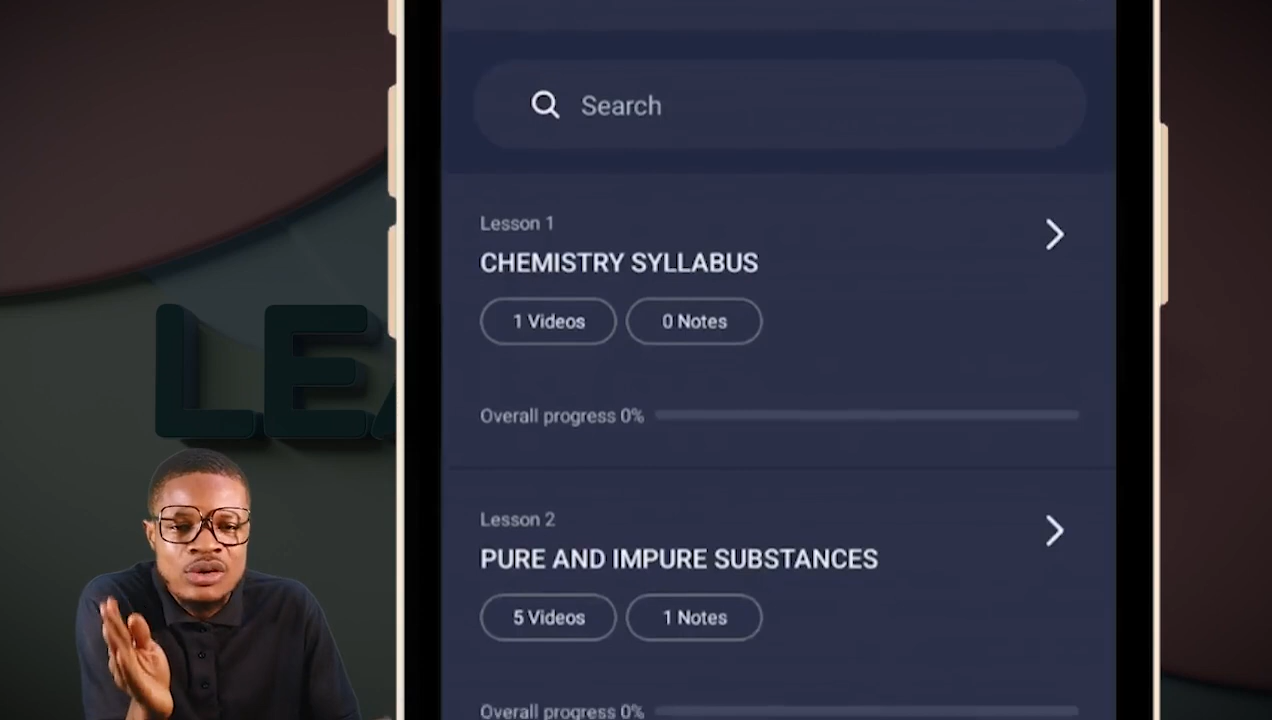 Search
Lesson 1
CHEMISTRY SYLLABUS
1 Videos
0 Notes
Overall progress 0%
Lesson 2
PURE AND IMPURE SUBSTANCES
5 Videos
1 Notes
Overall progress 0%